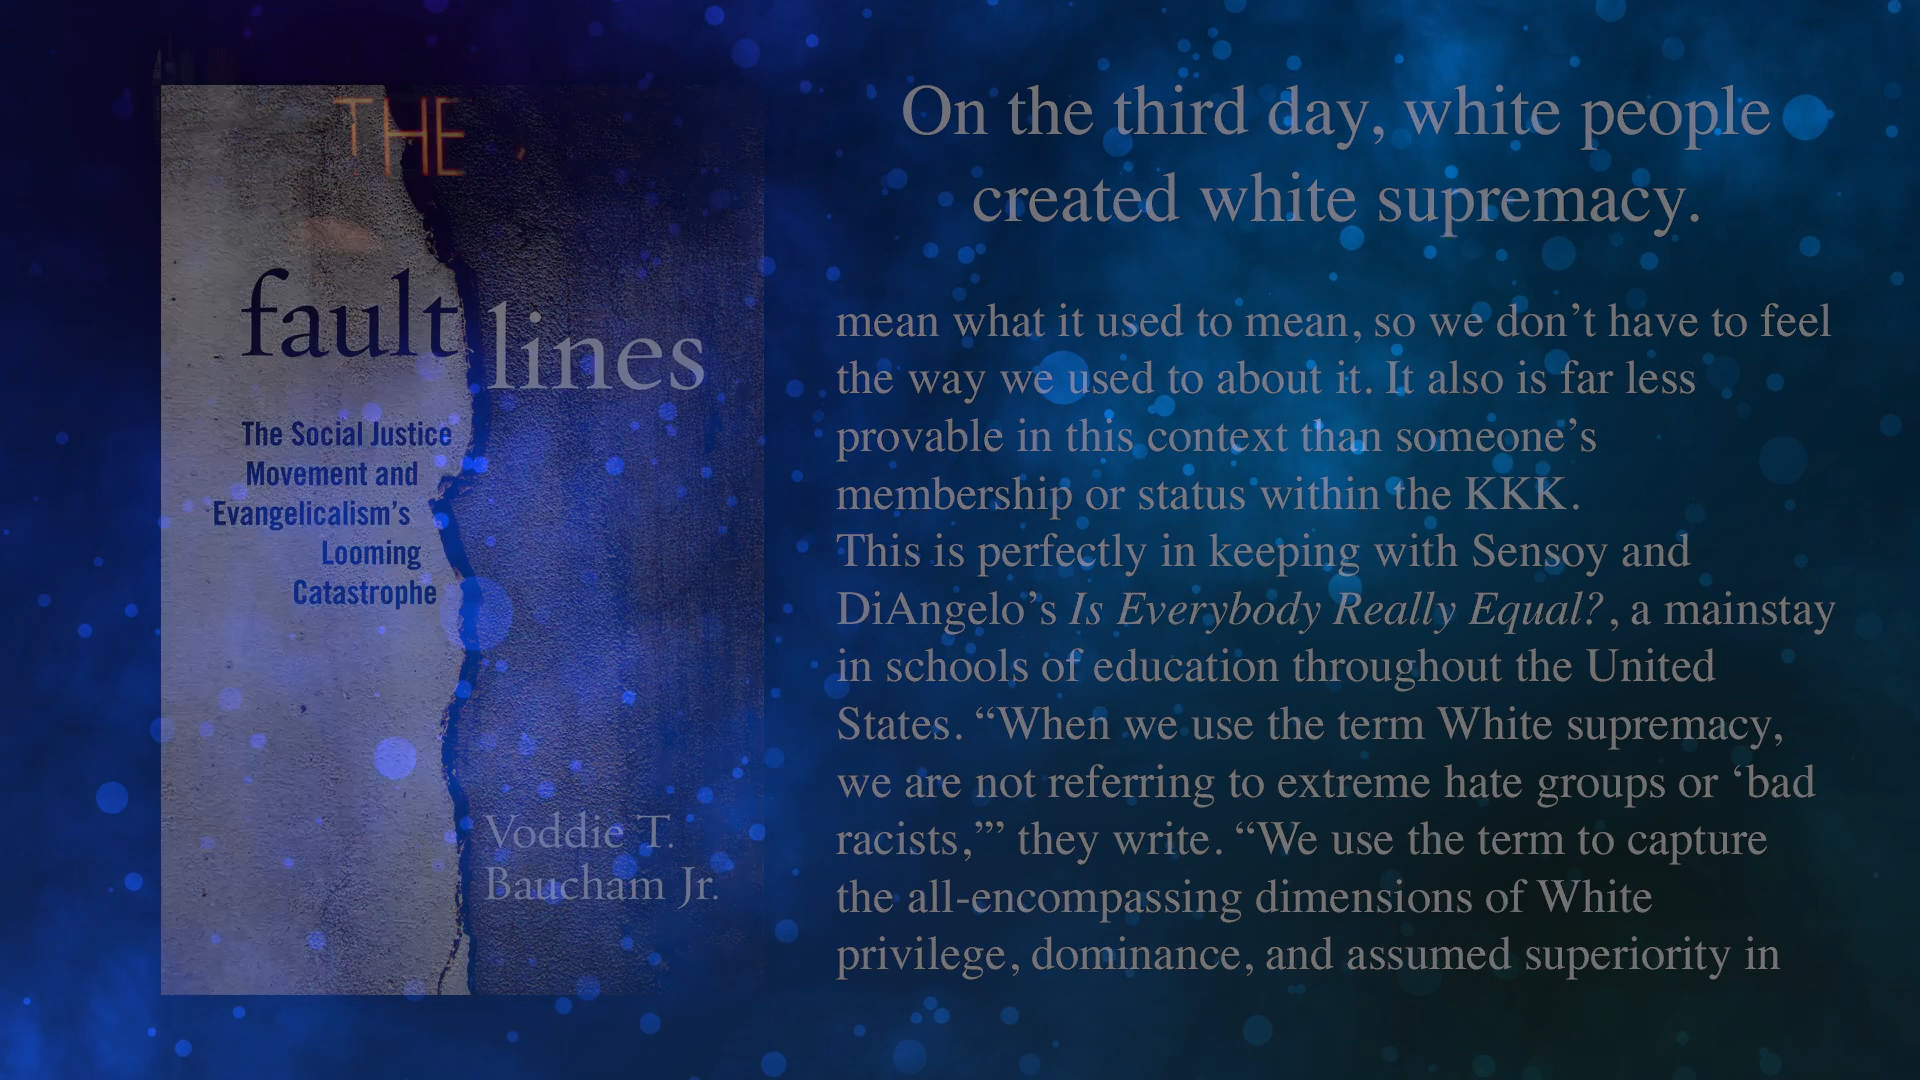 THE
fault lines
The Social Justice
Movement and
Evangelicalism’s
Looming
Catastrophe
Voddie T.
Baucham Jr.
On the third day, white people
created white supremacy.
mean what it used to mean, so we don’t have to feel
the way we used to about it. It also is far less
provable in this context than someone’s
membership or status within the KKK.
This is perfectly in keeping with Sensoy and
DiAngelo’s Is Everybody Really Equal?, a mainstay
in schools of education throughout the United
States. “When we use the term White supremacy,
we are not referring to extreme hate groups or ‘bad
racists,’” they write. “We use the term to capture
the all-encompassing dimensions of White
privilege, dominance, and assumed superiority in